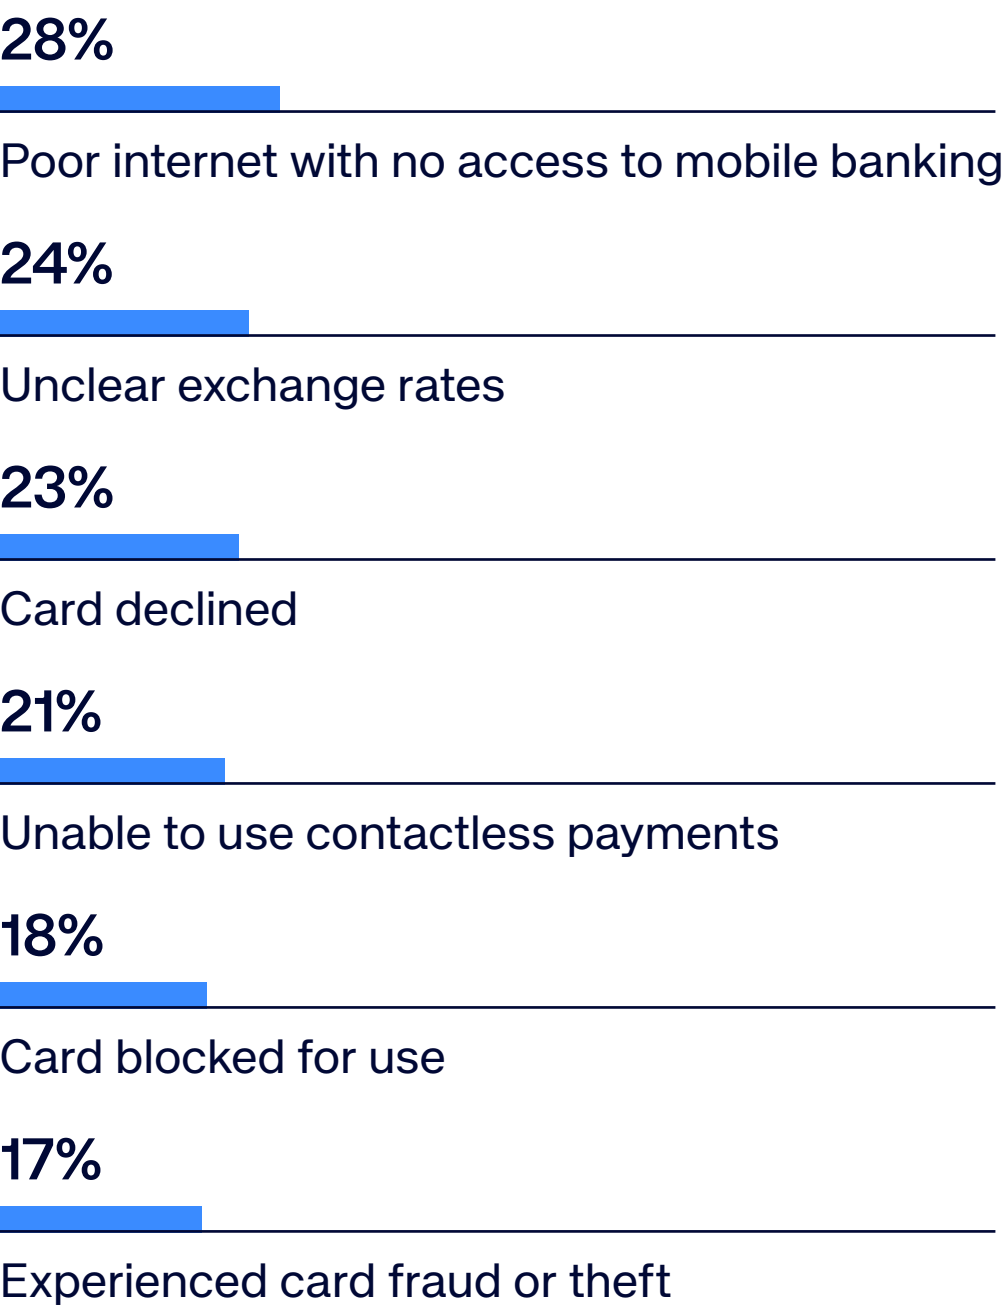 28%
Poor internet with no access to mobile banking
24%
Unclear exchange rates
23%
Card declined
21%
Unable to use contactless payments
18%
Card blocked for use
17%
Experienced card fraud or theft